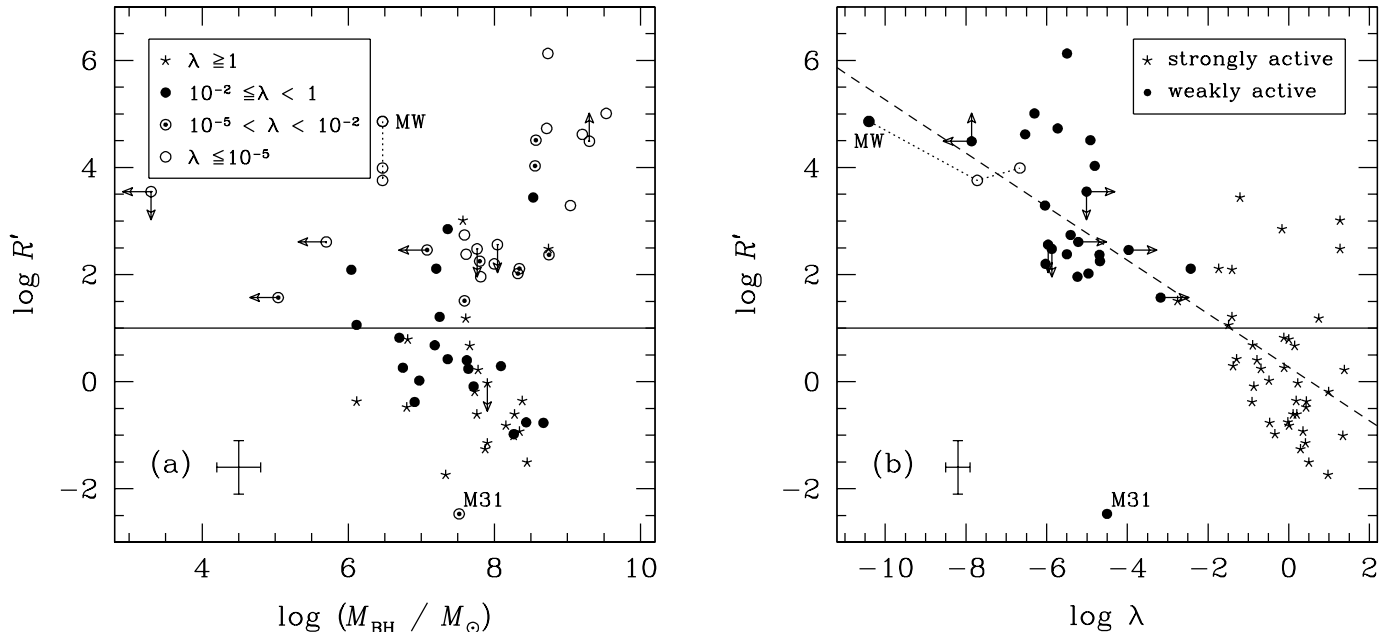 6
4
2
0
−2
log R′
λ ≧1
10⁻² ≦λ < 1
10⁻⁵ < λ < 10⁻²
λ ≦10⁻⁵
MW
M31
(a)
4
6
8
10
log (M_BH / M_⊙)
6
4
2
0
−2
log R′
strongly active
weakly active
MW
M31
(b)
−10
−8
−6
−4
−2
0
2
log λ